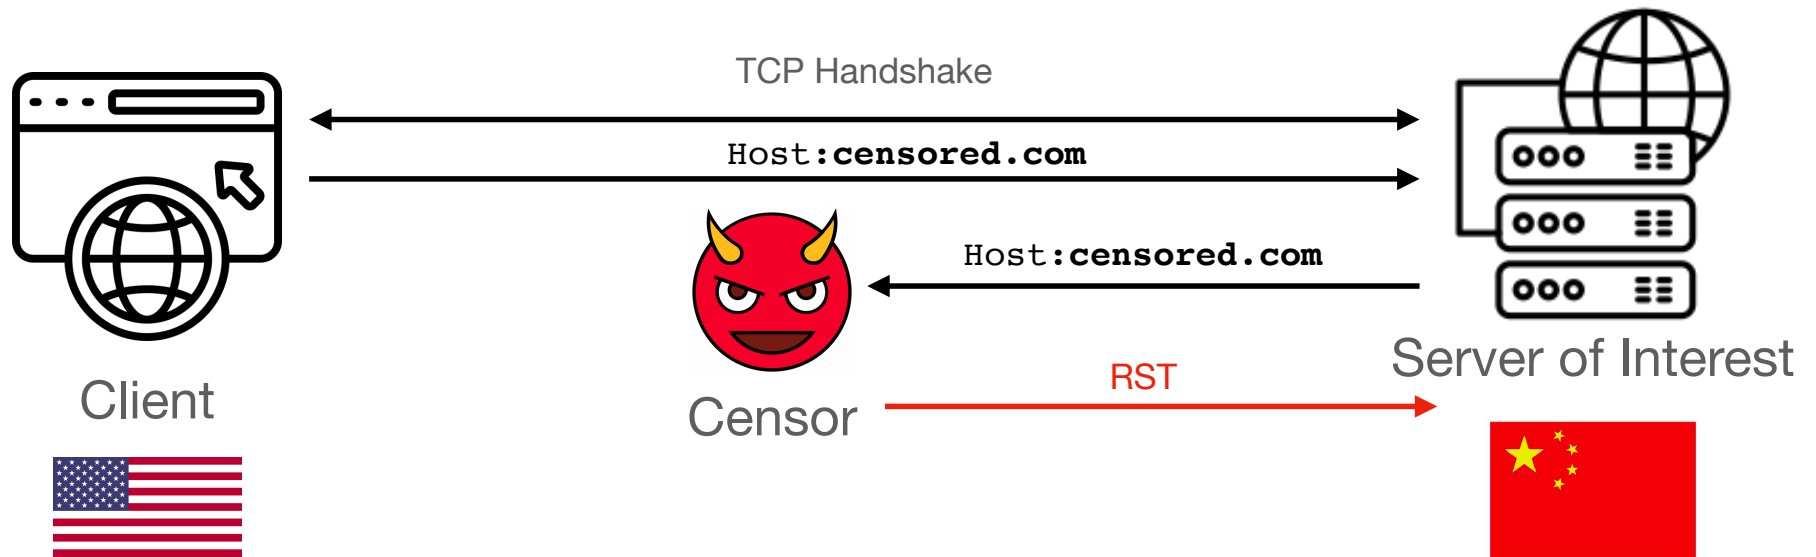 TCP Handshake
Host:censored.com
Host:censored.com
RST
Server of Interest
Client
Censor